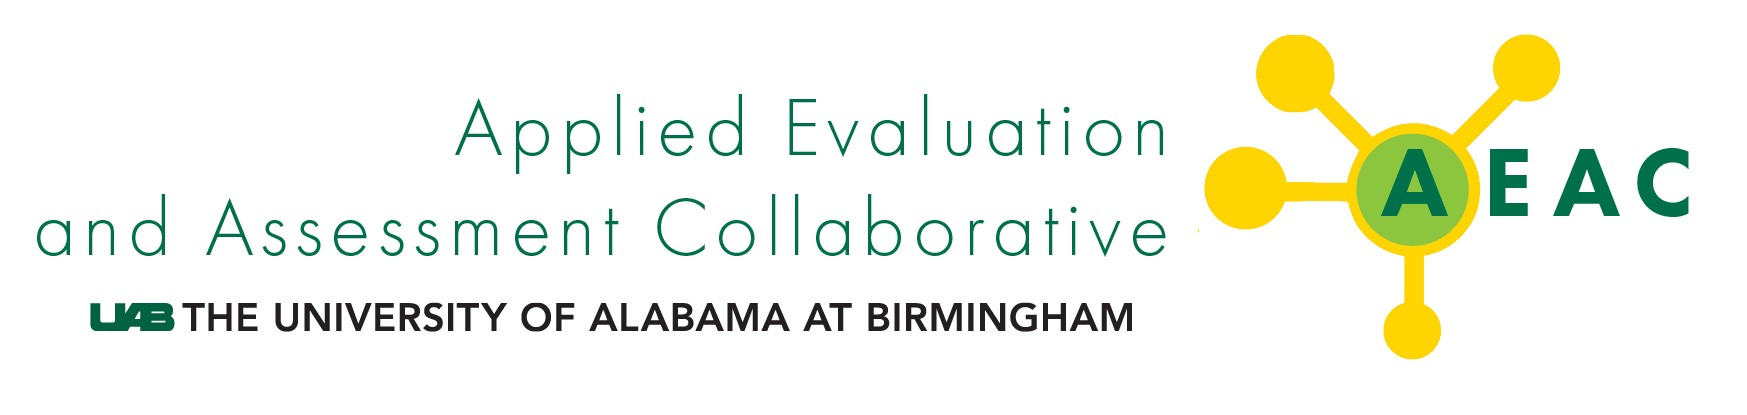 Applied Evaluation
and Assessment Collaborative
UAB THE UNIVERSITY OF ALABAMA AT BIRMINGHAM
AEAC